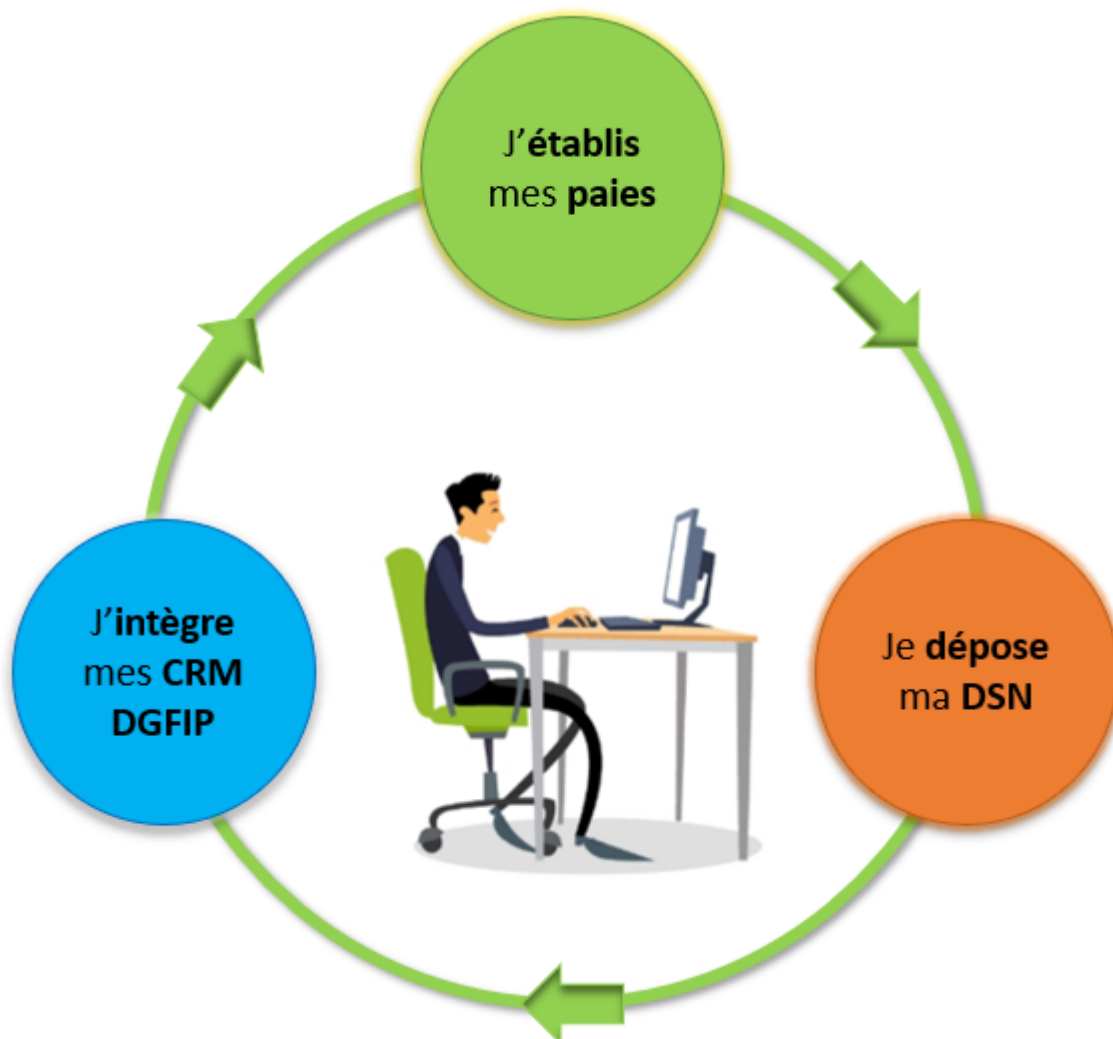 J’établis
mes paies
Je dépose
ma DSN
J’intègre
mes CRM
DGFIP